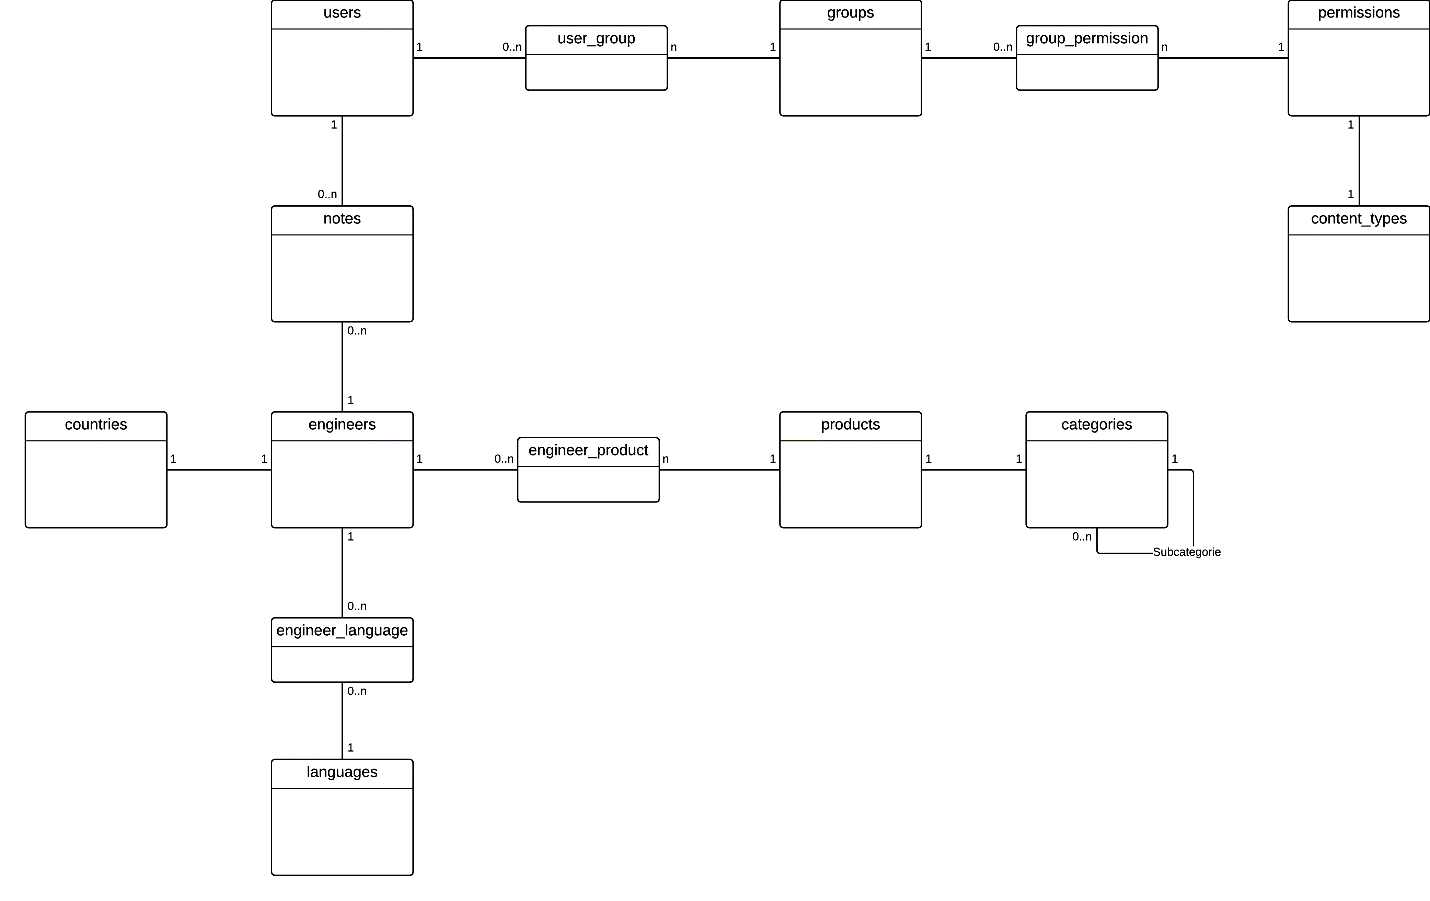 users
groups
permissions
user_group
group_permission
1
0..n
n
1
1
0..n
n
1
1
0..n
1
1
notes
content_types
0..n
1
countries
engineers
products
categories
engineer_product
1
1
1
0..n
n
1
1
1
1
1
0..n
Subcategorie
0..n
engineer_language
0..n
1
languages